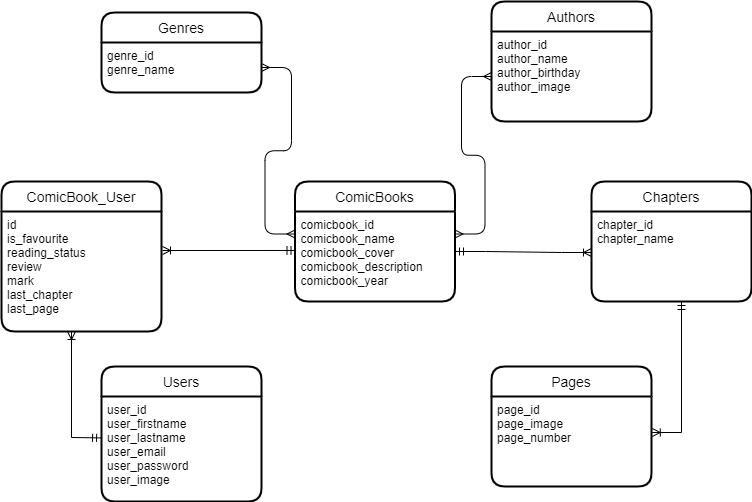 Genres
genre_id
genre_name
Authors
author_id
author_name
author_birthday
author_image
ComicBook_User
id
is_favourite
reading_status
review
mark
last_chapter
last_page
ComicBooks
comicbook_id
comicbook_name
comicbook_cover
comicbook_description
comicbook_year
Chapters
chapter_id
chapter_name
Users
user_id
user_firstname
user_lastname
user_email
user_password
user_image
Pages
page_id
page_image
page_number